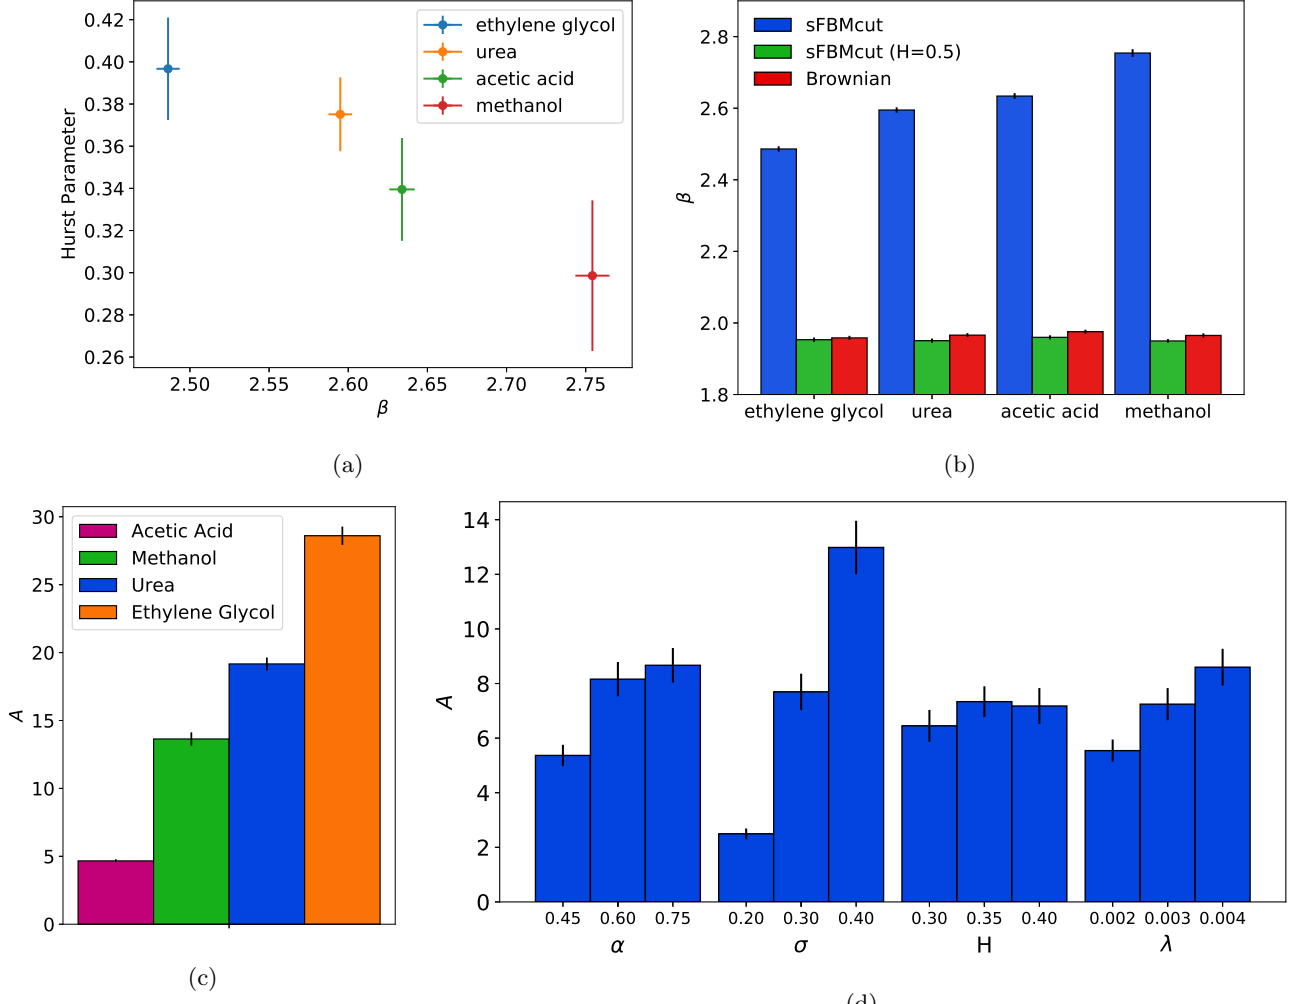 0.42
0.40
0.38
0.36
0.34
0.32
0.30
0.28
0.26
Hurst Parameter
ethylene glycol
urea
acetic acid
methanol
2.50 2.55 2.60 2.65 2.70 2.75
β
(a)
2.8
2.6
2.4
2.2
2.0
1.8
β
sFBMcut
sFBMcut (H=0.5)
Brownian
ethylene glycol urea acetic acid methanol
(b)
30
25
20
15
10
5
0
A
Acetic Acid
Methanol
Urea
Ethylene Glycol
(c)
14
12
10
8
6
4
2
0
A
0.45 0.60 0.75 0.20 0.30 0.40 0.30 0.35 0.40 0.002 0.003 0.004
α σ H λ
(d)